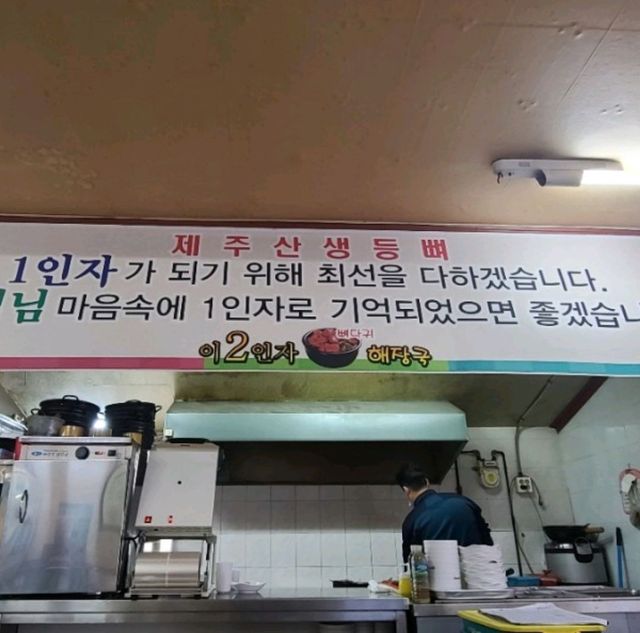 제주산생등뼈
1인자가 되기 위해 최선을 다하겠습니다.
마음속에 1인자로 기억되었으면 좋겠습니
이2인자 뼈다귀 해장국